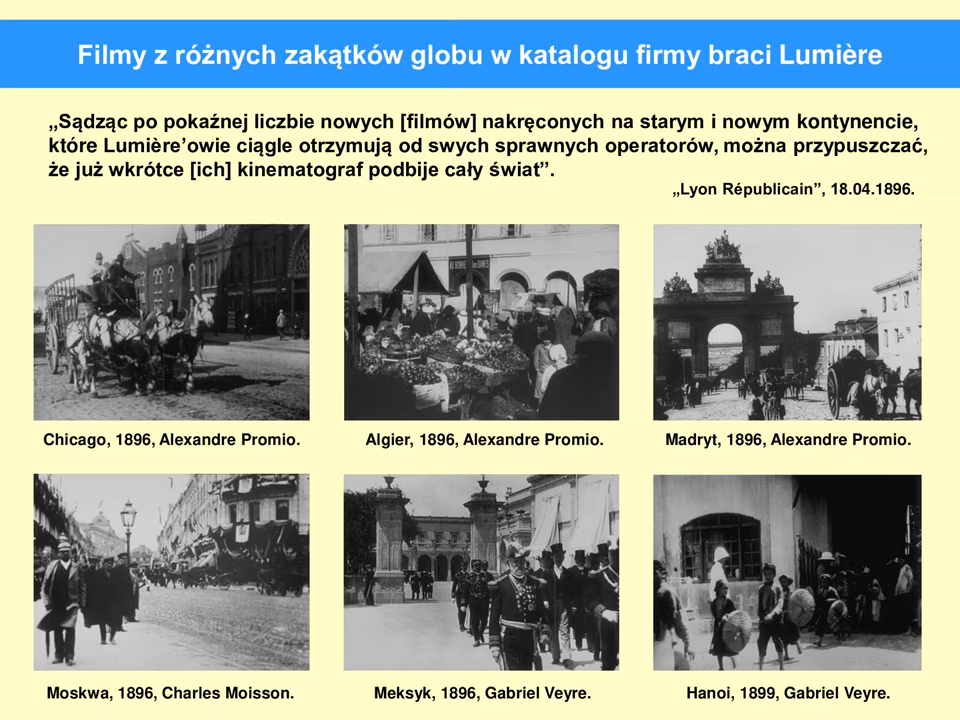 Filmy z różnych zakątków globu w katalogu firmy braci Lumière
„Sądząc po pokaźnej liczbie nowych [filmów] nakręconych na starym i nowym kontynencie,
które Lumière’owie ciągle otrzymują od swych sprawnych operatorów, można przypuszczać,
że już wkrótce [ich] kinematograf podbije cały świat”.
„Lyon Républicain”, 18.04.1896.
Chicago, 1896, Alexandre Promio.
Algier, 1896, Alexandre Promio.
Madryt, 1896, Alexandre Promio.
Moskwa, 1896, Charles Moisson.
Meksyk, 1896, Gabriel Veyre.
Hanoi, 1899, Gabriel Veyre.